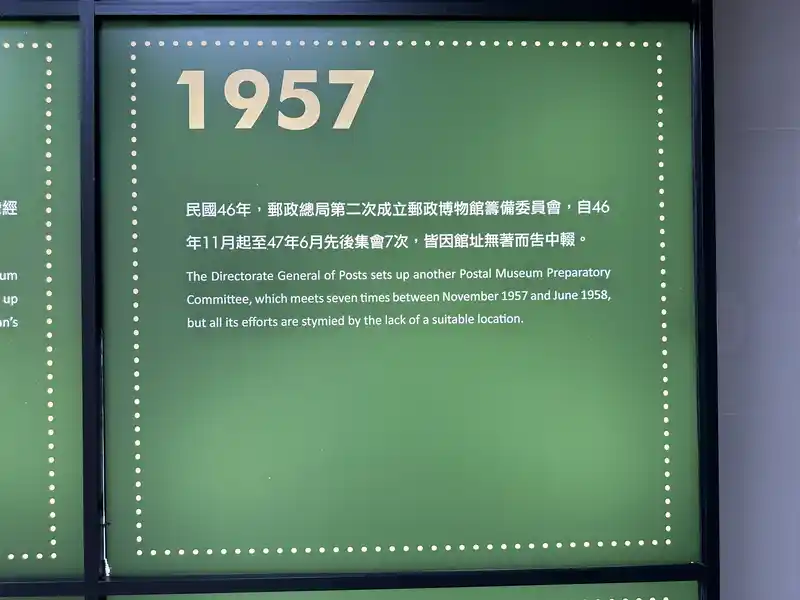 1957
民國46年，郵政總局第二次成立郵政博物館籌備委員會，自46
年11月起至47年6月先後集會7次，皆因館址無著而告中輟。
The Directorate General of Posts sets up another Postal Museum Preparatory
Committee, which meets seven times between November 1957 and June 1958,
but all its efforts are stymied by the lack of a suitable location.
經
um
up
an's